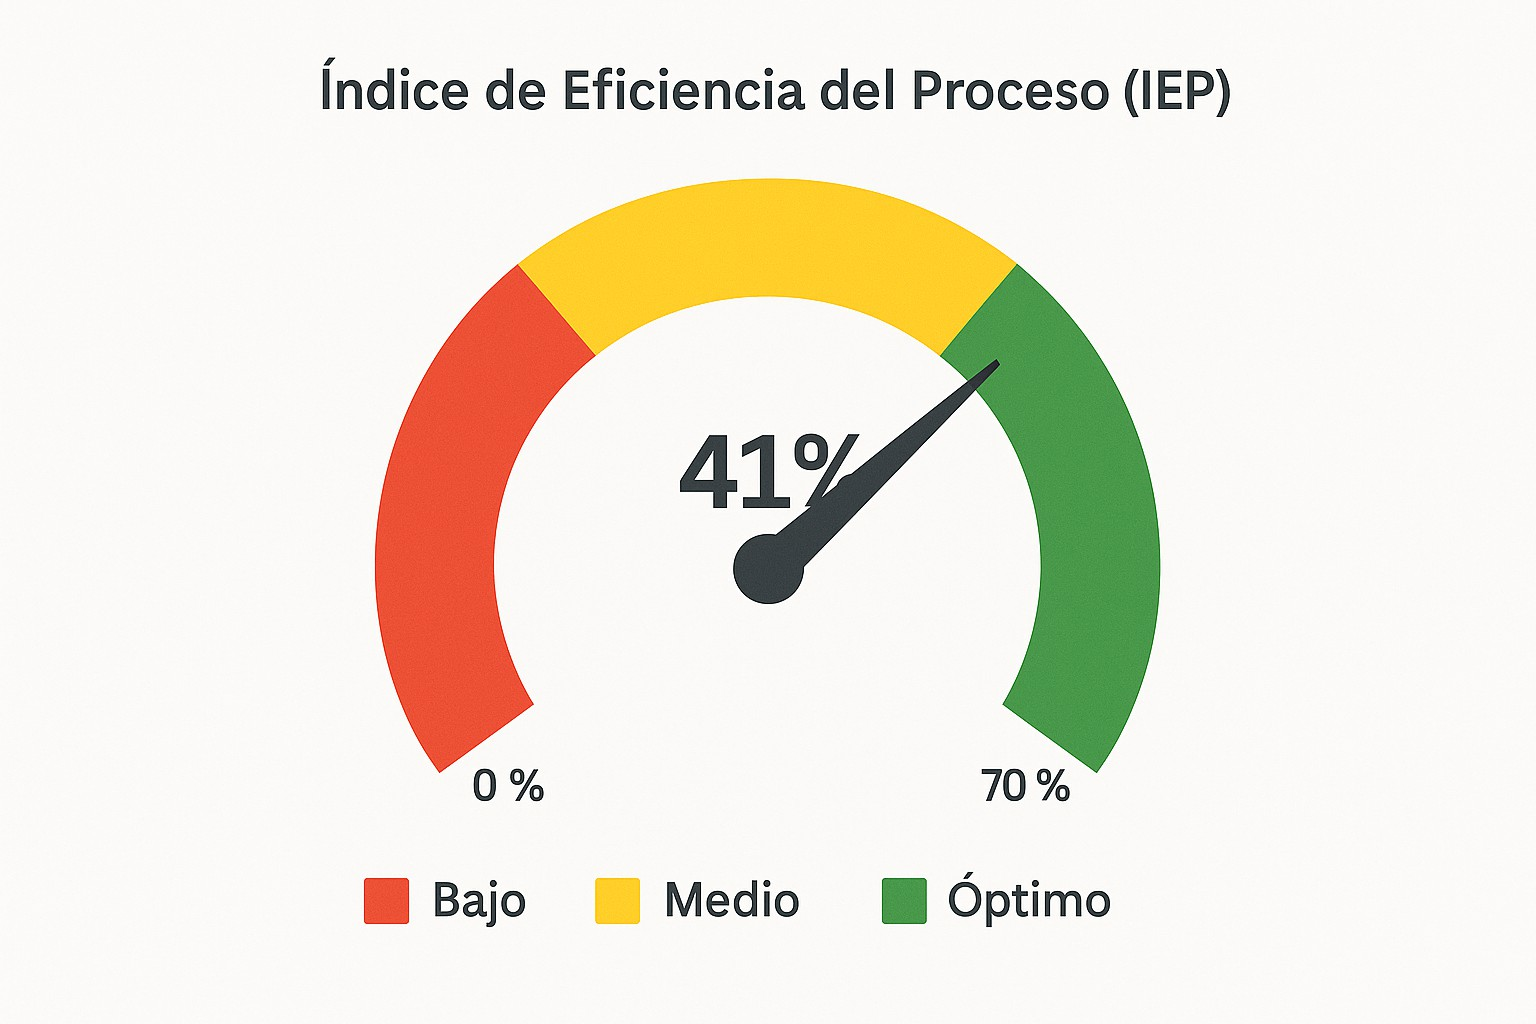 Índice de Eficiencia del Proceso (IEP)
41%
0 % 70 %
Bajo Medio Óptimo